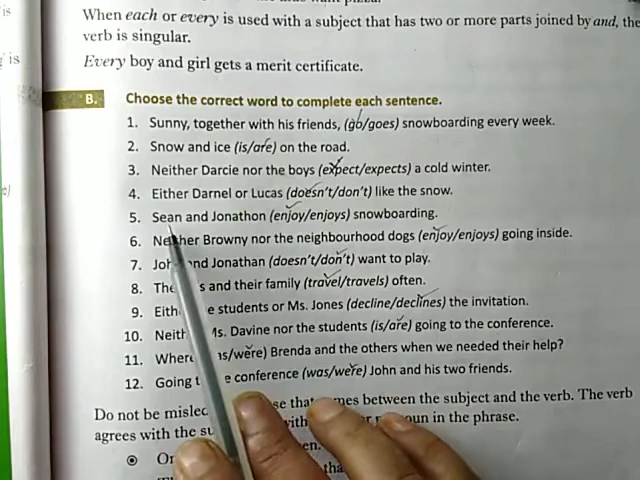 When each or every is used with a subject that has two or more parts joined by and, the
verb is singular.
Every boy and girl gets a merit certificate.
B. Choose the correct word to complete each sentence.
1. Sunny, together with his friends, (go/goes) snowboarding every week.
2. Snow and ice (is/are) on the road.
3. Neither Darcie nor the boys (expect/expects) a cold winter.
4. Either Darnel or Lucas (doesn't/don't) like the snow.
5. Sean and Jonathon (enjoy/enjoys) snowboarding.
6. Neither Browny nor the neighbourhood dogs (enjoy/enjoys) going inside.
7. Joh nd Jonathan (doesn't/don't) want to play.
8. The s and their family (travel/travels) often.
9. Eith e students or Ms. Jones (decline/declines) the invitation.
10. Neith Ms. Davine nor the students (is/are) going to the conference.
11. Where as/were) Brenda and the others when we needed their help?
12. Going t e conference (was/were) John and his two friends.
Do not be mislec se that mes between the subject and the verb. The verb
agrees with the su with oun in the phrase.